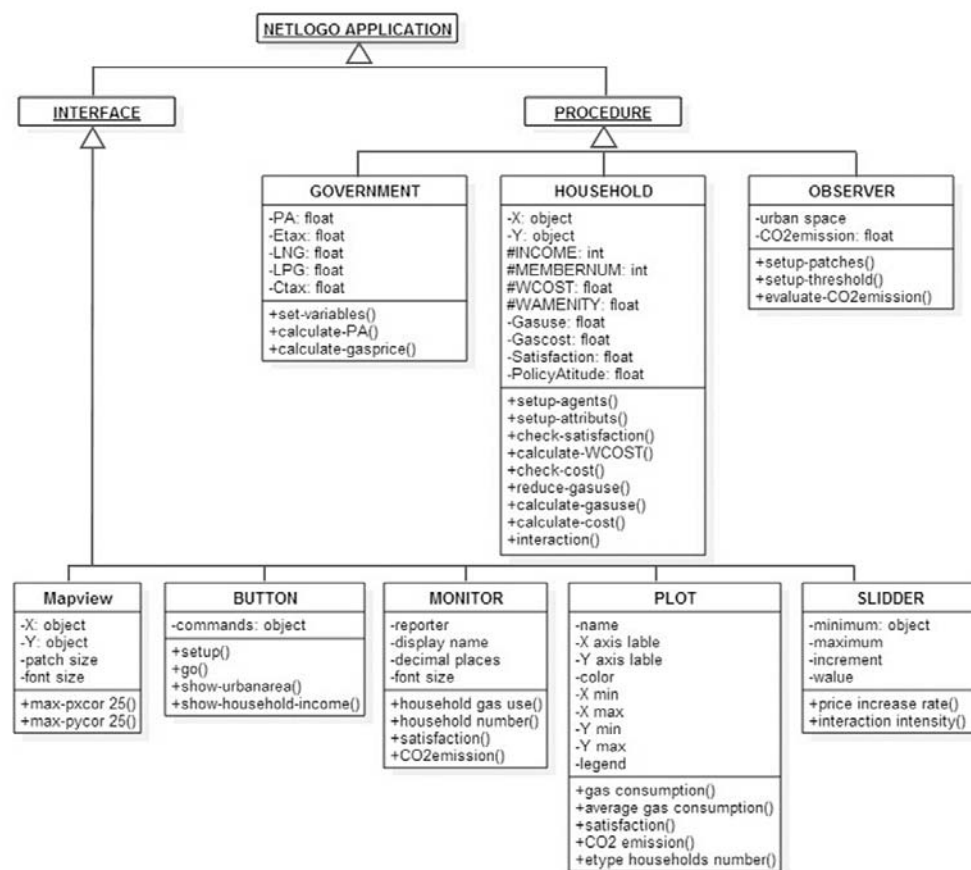 NETLOGO APPLICATION
INTERFACE
PROCEDURE
GOVERNMENT
-PA: float
-Etax: float
-LNG: float
-LPG: float
-Ctax: float
+set-variables()
+calculate-PA()
+calculate-gasprice()
HOUSEHOLD
-X: object
-Y: object
#INCOME: int
#MEMBERNUM: int
#WCOST: float
#WAMENITY: float
-Gasuse: float
-Gascost: float
-Satisfaction: float
-PolicyAtitude: float
+setup-agents()
+setup-attributs()
+check-satisfaction()
+calculate-WCOST()
+check-cost()
+reduce-gasuse()
+calculate-gasuse()
+calculate-cost()
+interaction()
OBSERVER
-urban space
-CO2emission: float
+setup-patches()
+setup-threshold()
+evaluate-CO2emission()
Mapview
-X: object
-Y: object
-patch size
-font size
+max-pxcor 25()
+max-pycor 25()
BUTTON
-commands: object
+setup()
+go()
+show-urbanarea()
+show-household-income()
MONITOR
-reporter
-display name
-decimal places
-font size
+household gas use()
+household number()
+satisfaction()
+CO2emission()
PLOT
-name
-X axis lable
-Y axis lable
-color
-X min
-X max
-Y min
-Y max
-legend
+gas consumption()
+average gas consumption()
+satisfaction()
+CO2 emission()
+etype households number()
SLIDDER
-minimum: object
-maximum
-increment
-walue
+price increase rate()
+interaction intensity()